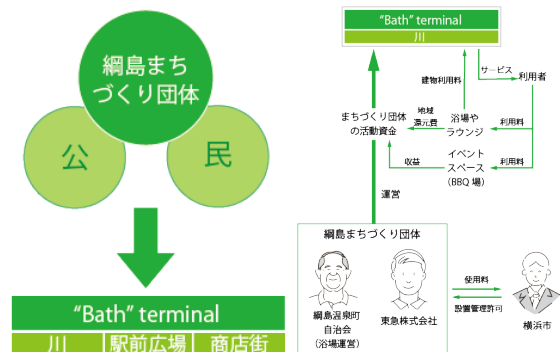 綱島まち
づくり団体
公
民
“Bath” terminal
川
駅前広場
商店街
“Bath” terminal
川
サービス
利用者
建物利用料
まちづくり団体
の活動資金
地域
還元費
浴場や
ラウンジ
利用料
収益
イベント
スペース
（BBQ 場）
利用料
運営
綱島まちづくり団体
綱島温泉町
自治会
（浴場運営）
東急株式会社
使用料
設置管理許可
横浜市